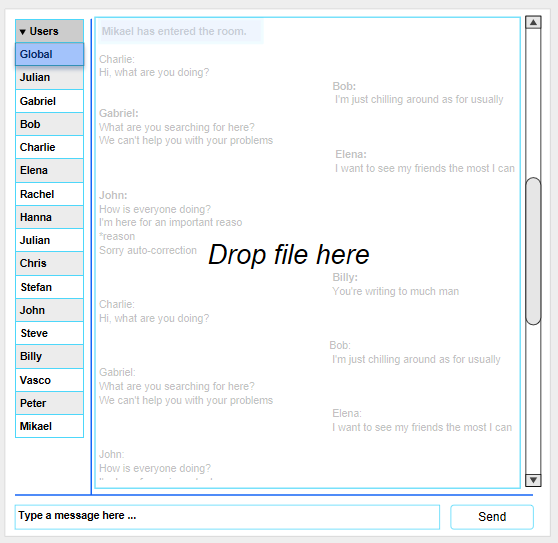 ▼ Users
Global
Julian
Gabriel
Bob
Charlie
Elena
Rachel
Hanna
Julian
Chris
Stefan
John
Steve
Billy
Vasco
Peter
Mikael
Mikael has entered the room.
Charlie:
Hi, what are you doing?
Bob:
I'm just chilling around as for usually
Gabriel:
What are you searching for here?
We can't help you with your problems
Elena:
I want to see my friends the most I can
John:
How is everyone doing?
I'm here for an important reaso
*reason
Sorry auto-correction
Drop file here
Billy:
You're writing to much man
Charlie:
Hi, what are you doing?
Bob:
I'm just chilling around as for usually
Gabriel:
What are you searching for here?
We can't help you with your problems
Elena:
I want to see my friends the most I can
John:
How is everyone doing?
Type a message here ...
Send